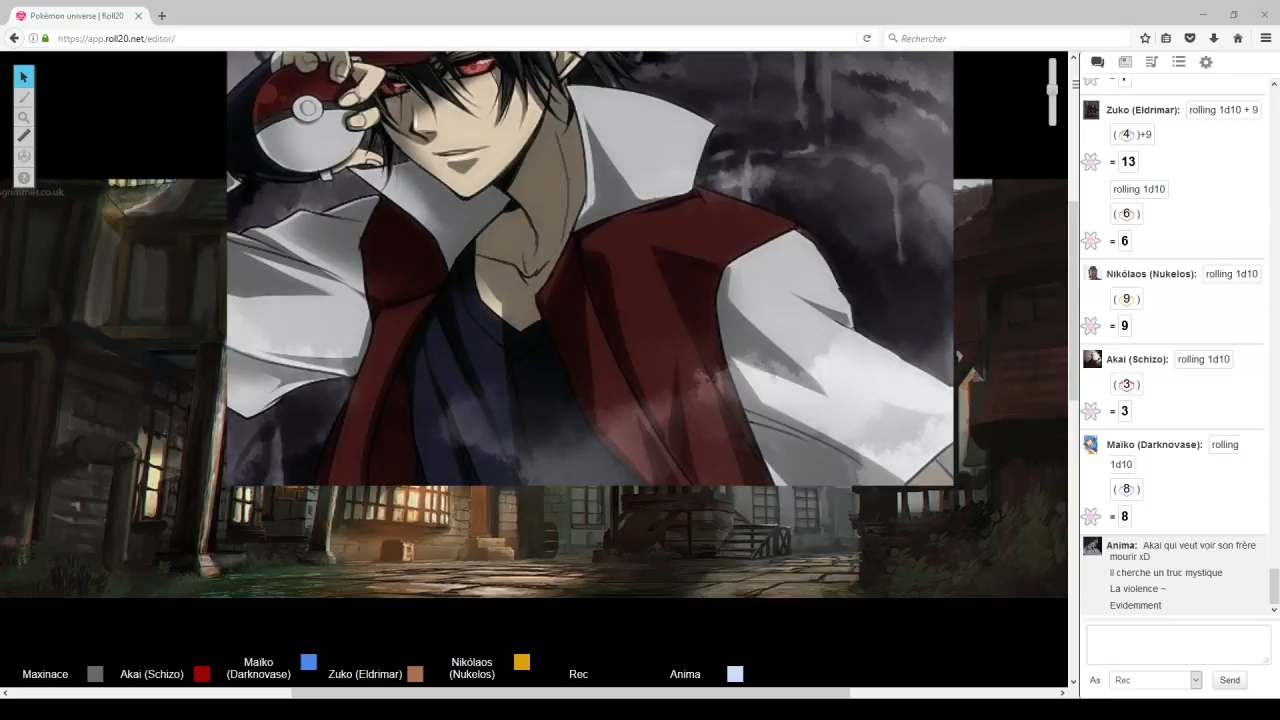 Pokémon universe | Roll20
https://app.roll20.net/editor/
Rechercher
Zuko (Eldrimar): rolling 1d10 + 9
(4)+9
= 13
rolling 1d10
(6)
= 6
Nikólaos (Nukelos): rolling 1d10
(9)
= 9
Akai (Schizo): rolling 1d10
(3)
= 3
Maïko (Darknovase): rolling
1d10
(8)
= 8
Anima: Akai qui veut voir son frère
mourir xD
Il cherche un truc mystique
La violence ~
Evidemment
As: Rec Send
Maxinace
Akai (Schizo)
Maïko
(Darknovase)
Zuko (Eldrimar)
Nikólaos
(Nukelos)
Rec
Anima